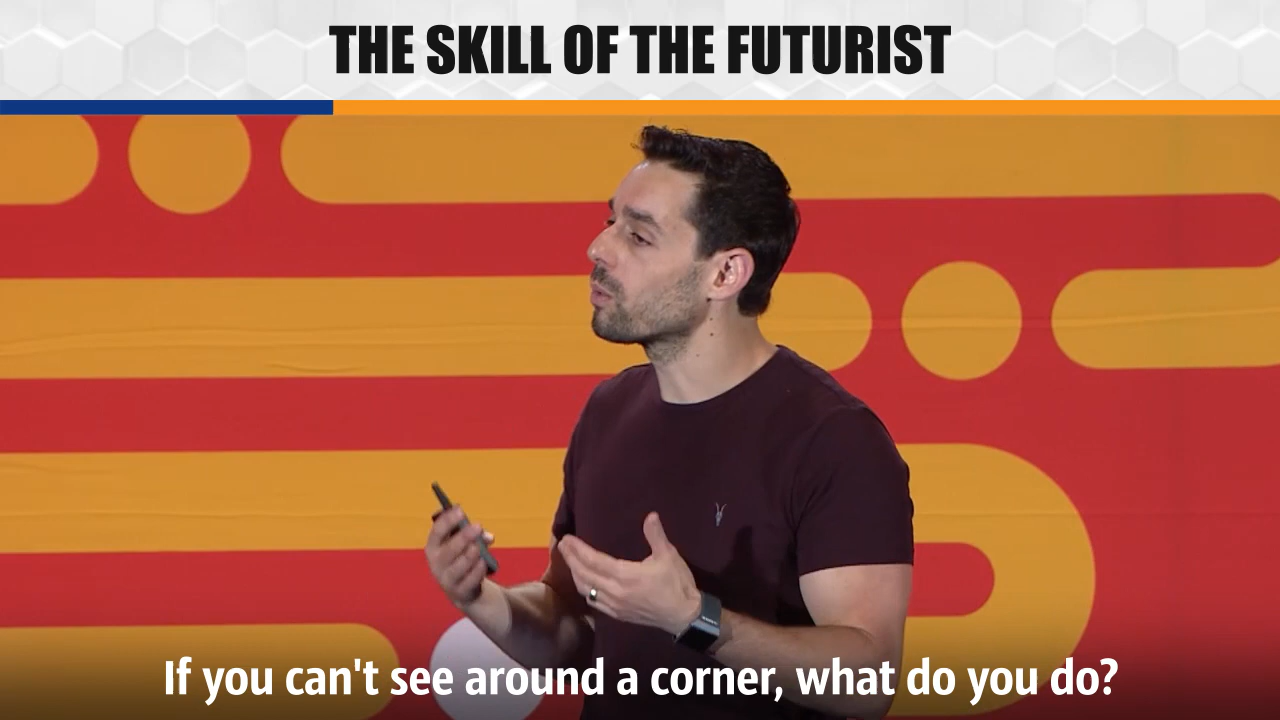 THE SKILL OF THE FUTURIST
If you can't see around a corner, what do you do?